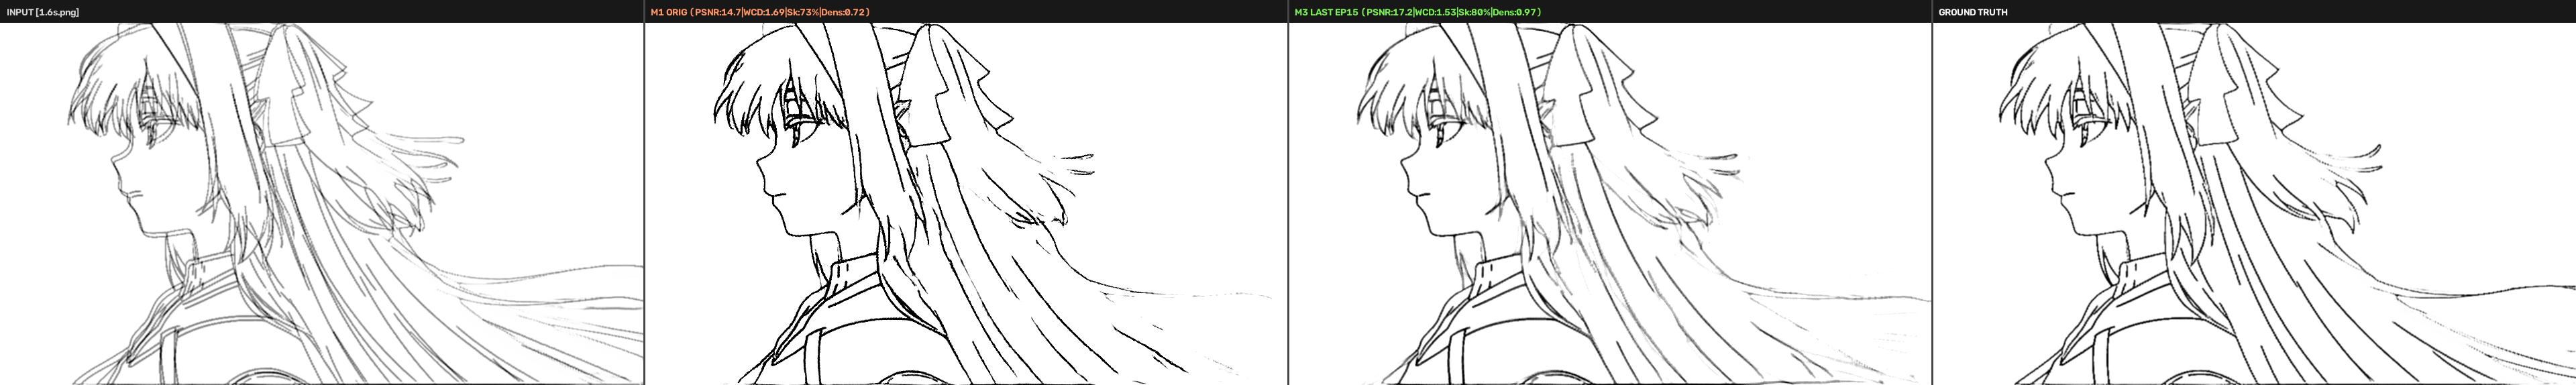 INPUT [1.6s.png]
M1 ORIG (PSNR:14.7|WCD:1.69|Sk:73%|Dens:0.72)
M3 LAST EP15 (PSNR:17.2|WCD:1.53|Sk:80%|Dens:0.97)
GROUND TRUTH